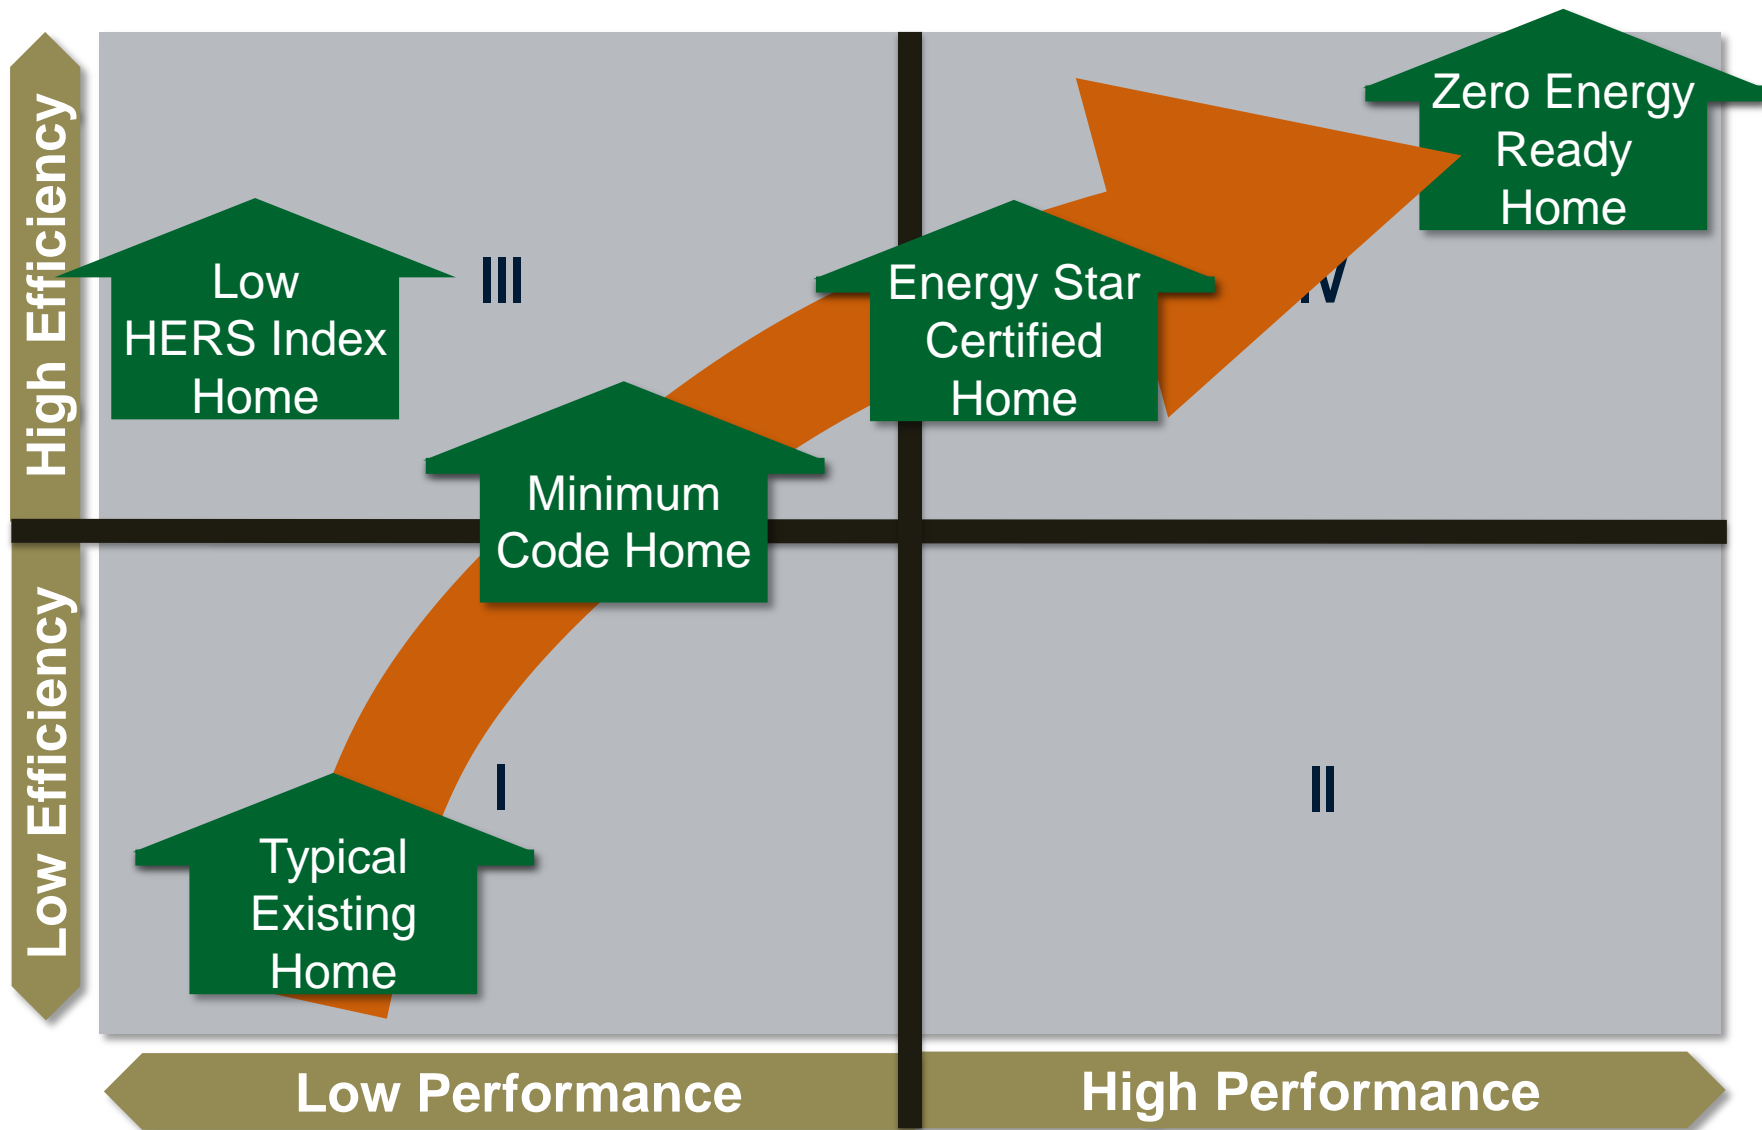 High Efficiency
Low Efficiency
Zero Energy
Ready
Home
Low
HERS Index
Home
III
Energy Star
Certified
Home
IV
Minimum
Code Home
I
II
Typical
Existing
Home
Low Performance
High Performance